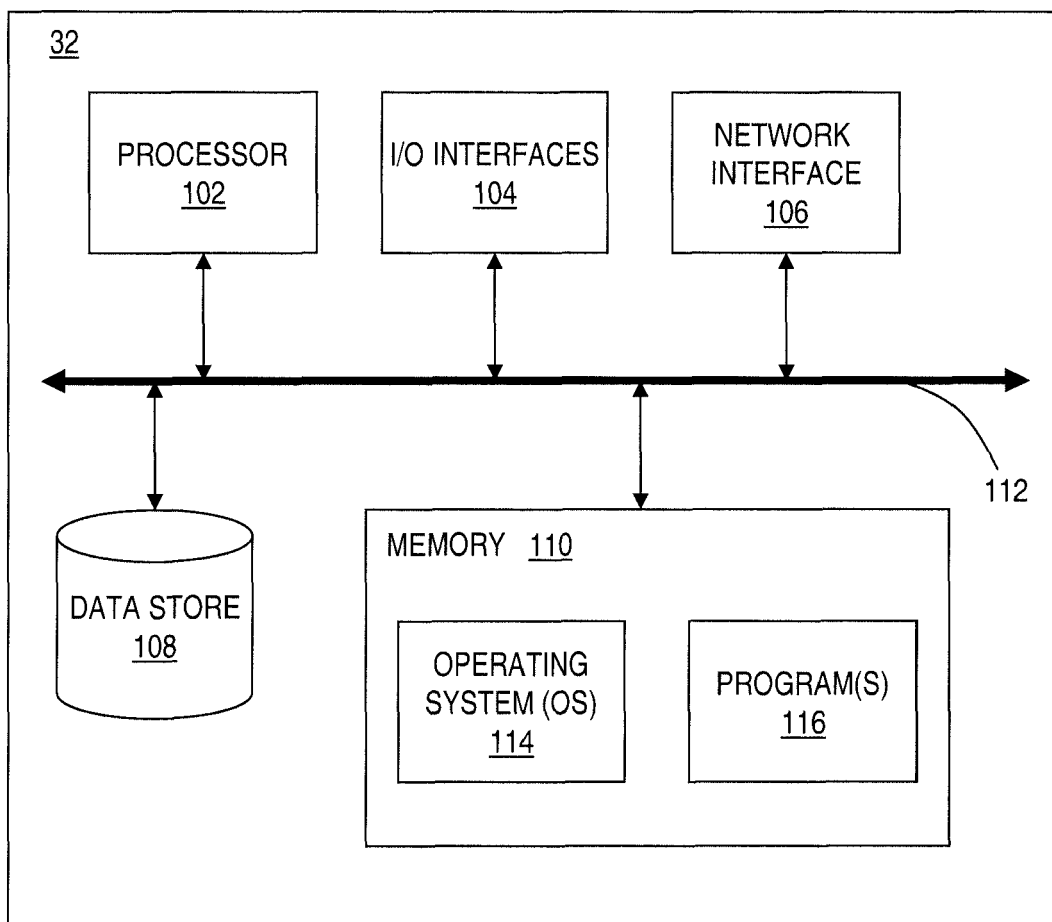 32
PROCESSOR
102
I/O INTERFACES
104
NETWORK
INTERFACE
106
112
DATA STORE
108
MEMORY 110
OPERATING
SYSTEM (OS)
114
PROGRAM(S)
116